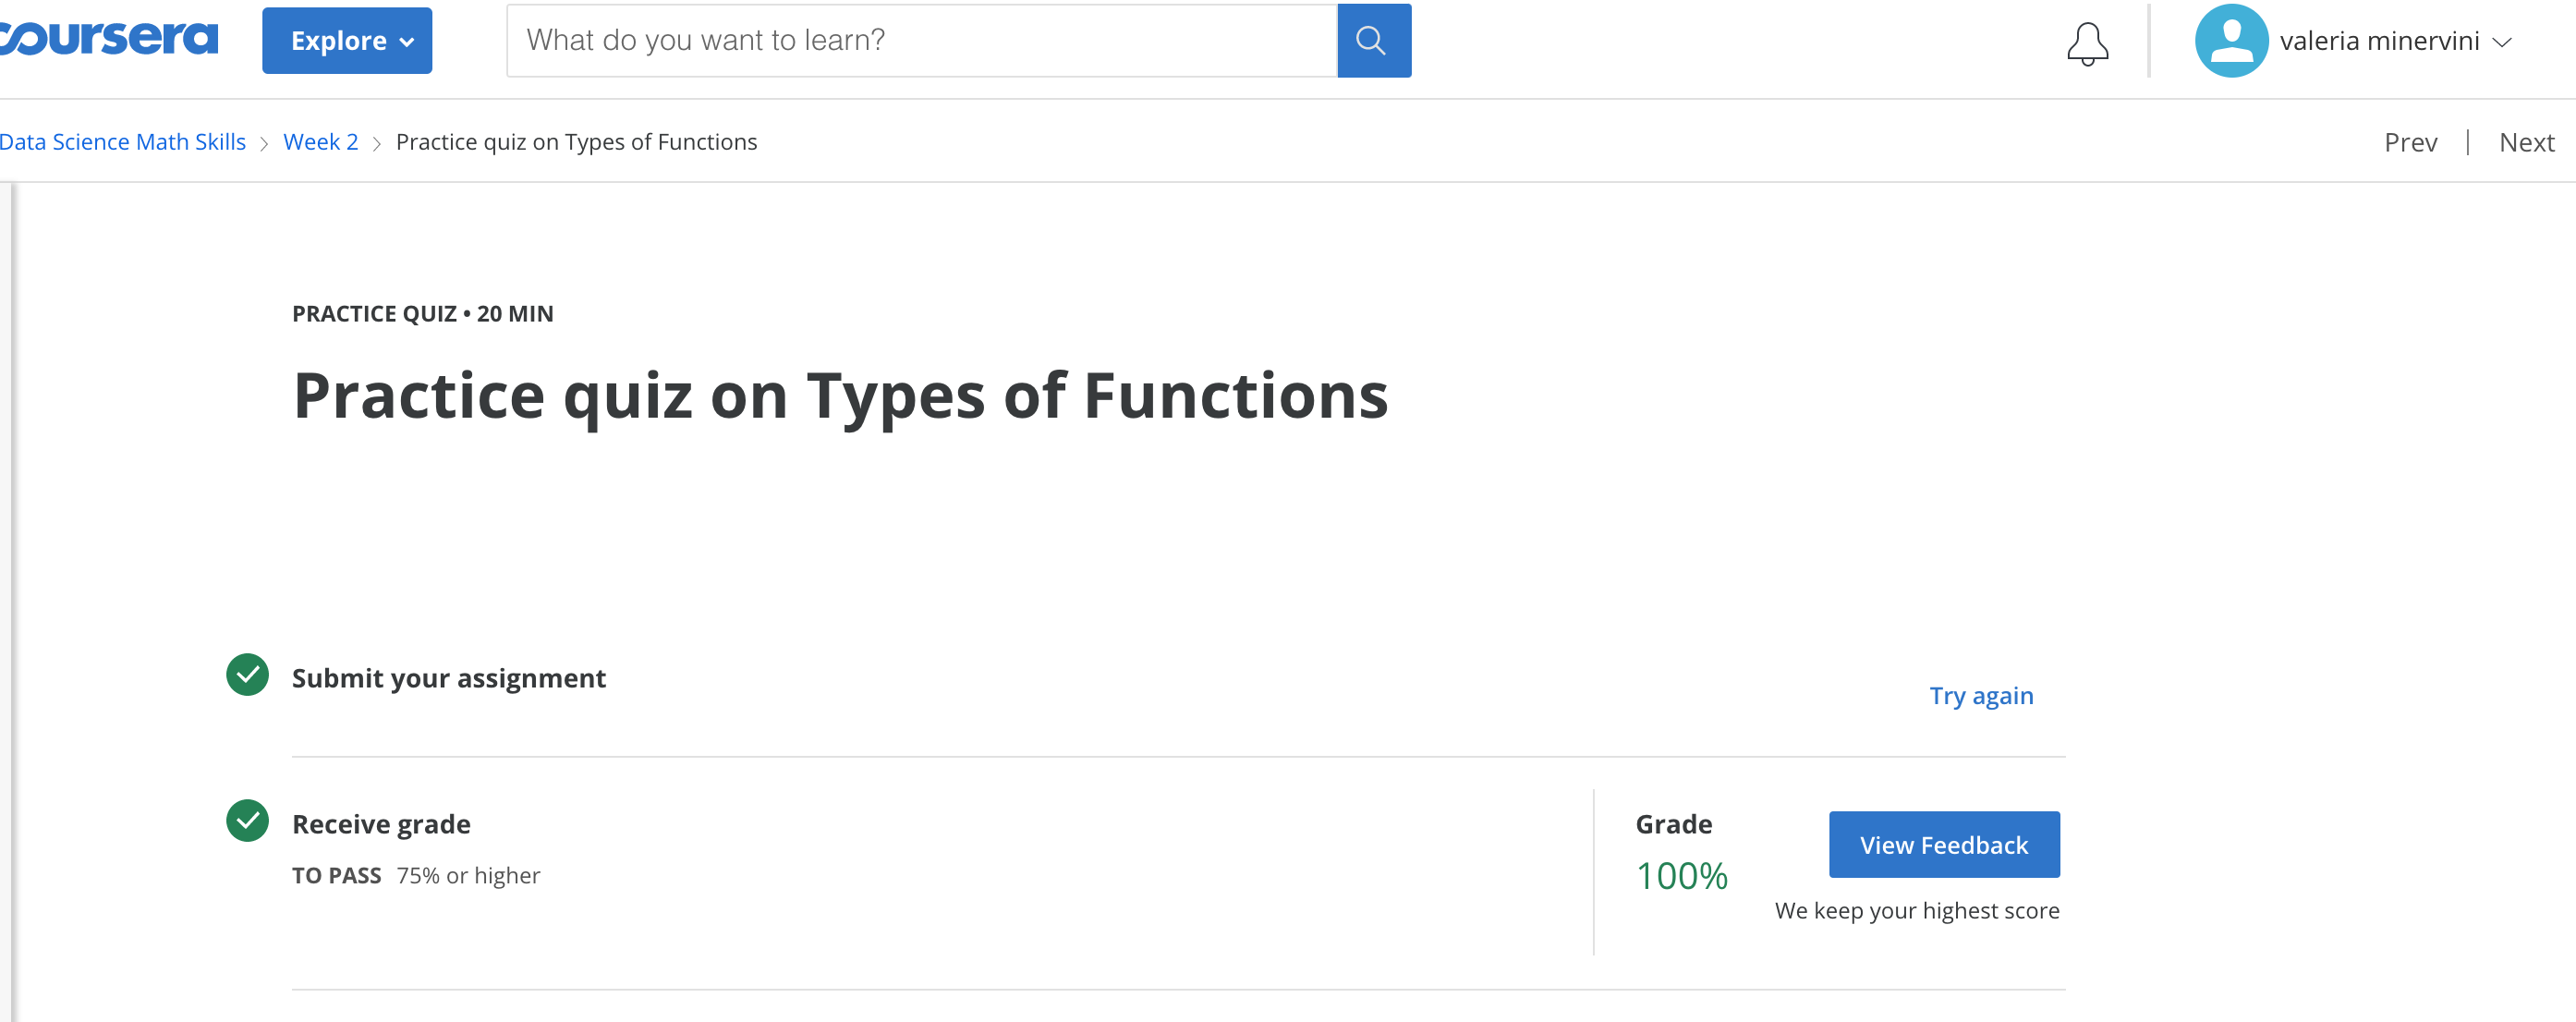 coursera Explore What do you want to learn? valeria minervini
Data Science Math Skills > Week 2 > Practice quiz on Types of Functions Prev | Next
PRACTICE QUIZ • 20 MIN
Practice quiz on Types of Functions
Submit your assignment
Try again
Receive grade
TO PASS 75% or higher
Grade
100%
View Feedback
We keep your highest score